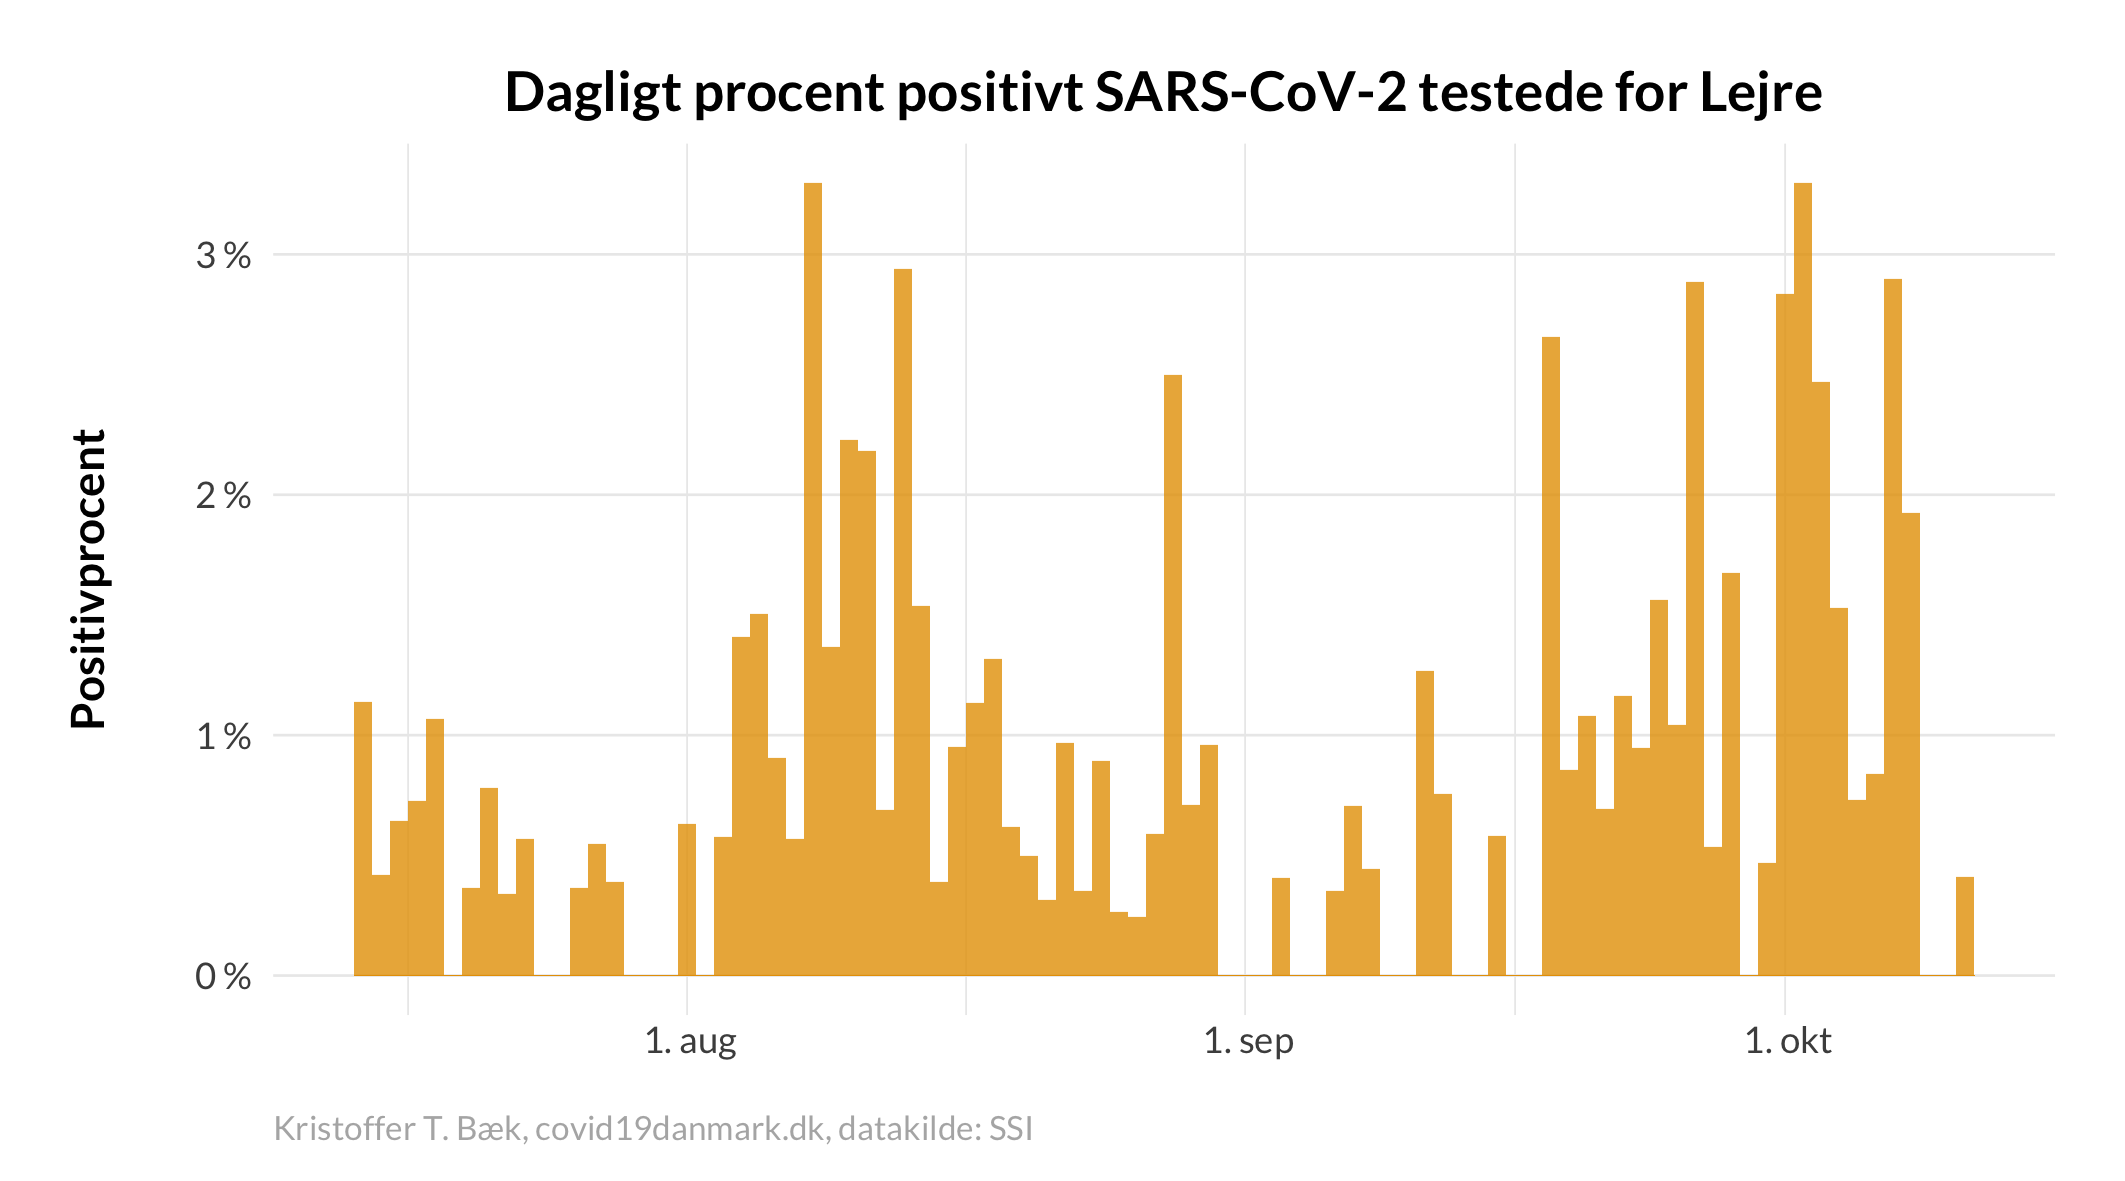 Dagligt procent positivt SARS-CoV-2 testede for Lejre
Positivprocent
3 %
2 %
1 %
0 %
1. aug
1. sep
1. okt
Kristoffer T. Bæk, covid19danmark.dk, datakilde: SSI